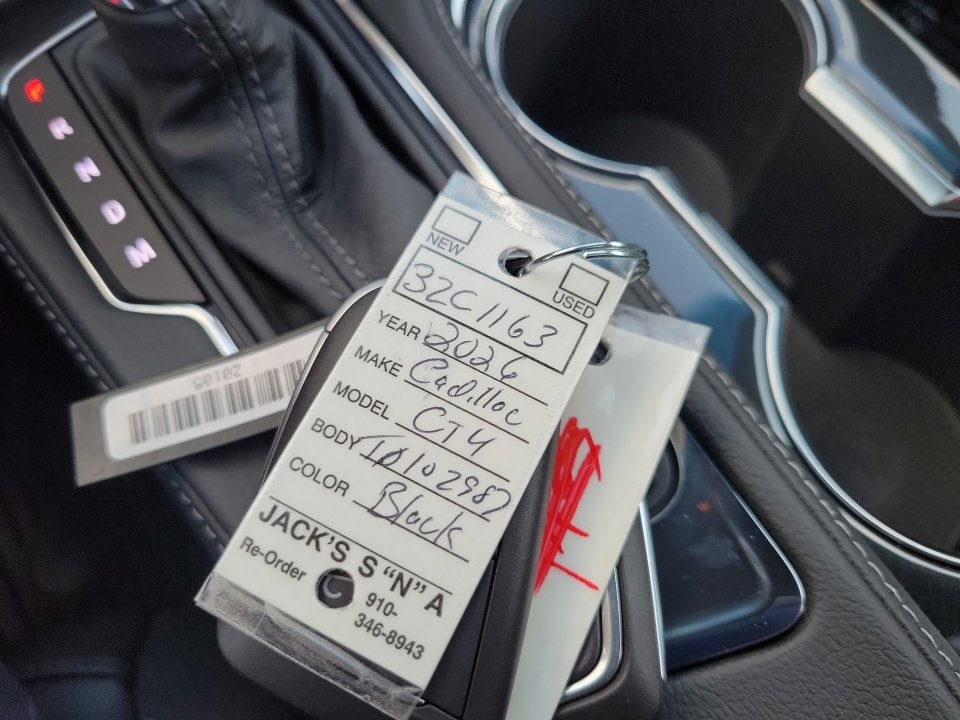 P
R
N
D
M
NEW
USED
32C1163
YEAR 2026
MAKE Cadillac
MODEL CT4
BODY T0102987
COLOR Black
JACK'S S “N” A
Re-Order
910-
346-8943
20105